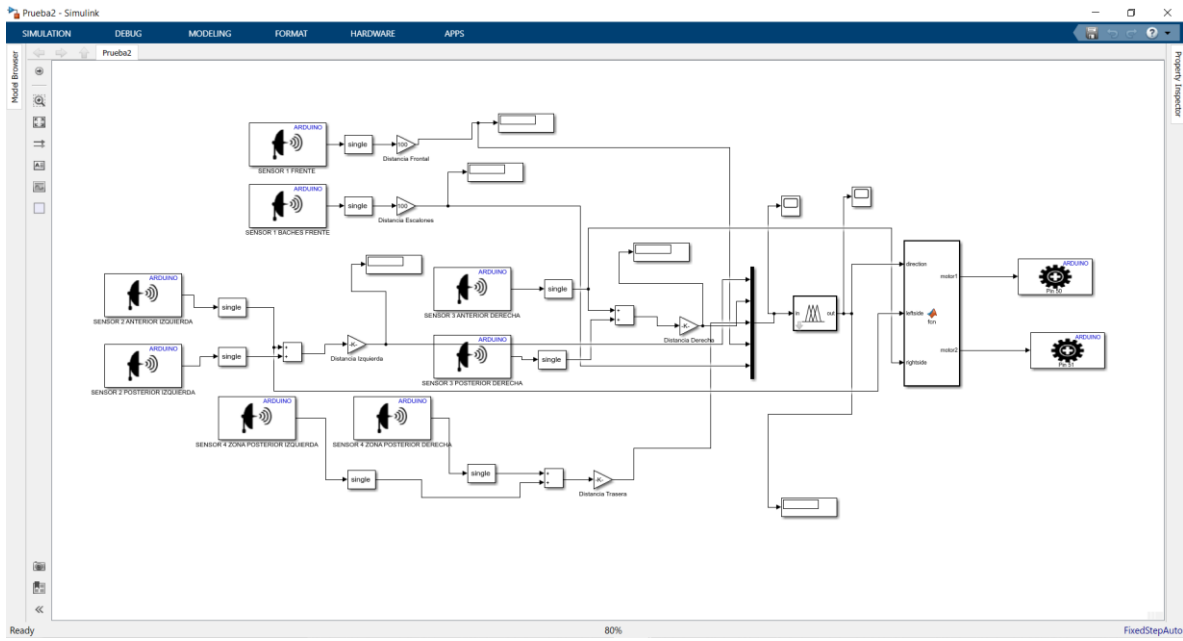 Prueba2 - Simulink
SIMULATION DEBUG MODELING FORMAT HARDWARE APPS
Model Browser
Prueba2
Property Inspector
ARDUINO
SENSOR 1 FRENTE
single
100
Distancia Frontal
ARDUINO
SENSOR 1 BACHES FRENTE
single
100
Distancia Escalones
ARDUINO
SENSOR 2 ANTERIOR IZQUIERDA
single
ARDUINO
SENSOR 2 POSTERIOR IZQUIERDA
single
-K-
Distancia Izquierda
ARDUINO
SENSOR 3 ANTERIOR DERECHA
single
ARDUINO
SENSOR 3 POSTERIOR DERECHA
single
-K-
Distancia Derecha
ARDUINO
SENSOR 4 ZONA POSTERIOR IZQUIERDA
single
ARDUINO
SENSOR 4 ZONA POSTERIOR DERECHA
single
-K-
Distancia Trasera
in out
direction
leftside
rightside
fcn
motor1
motor2
ARDUINO
Pin 50
ARDUINO
Pin 51
Ready 80% FixedStepAuto